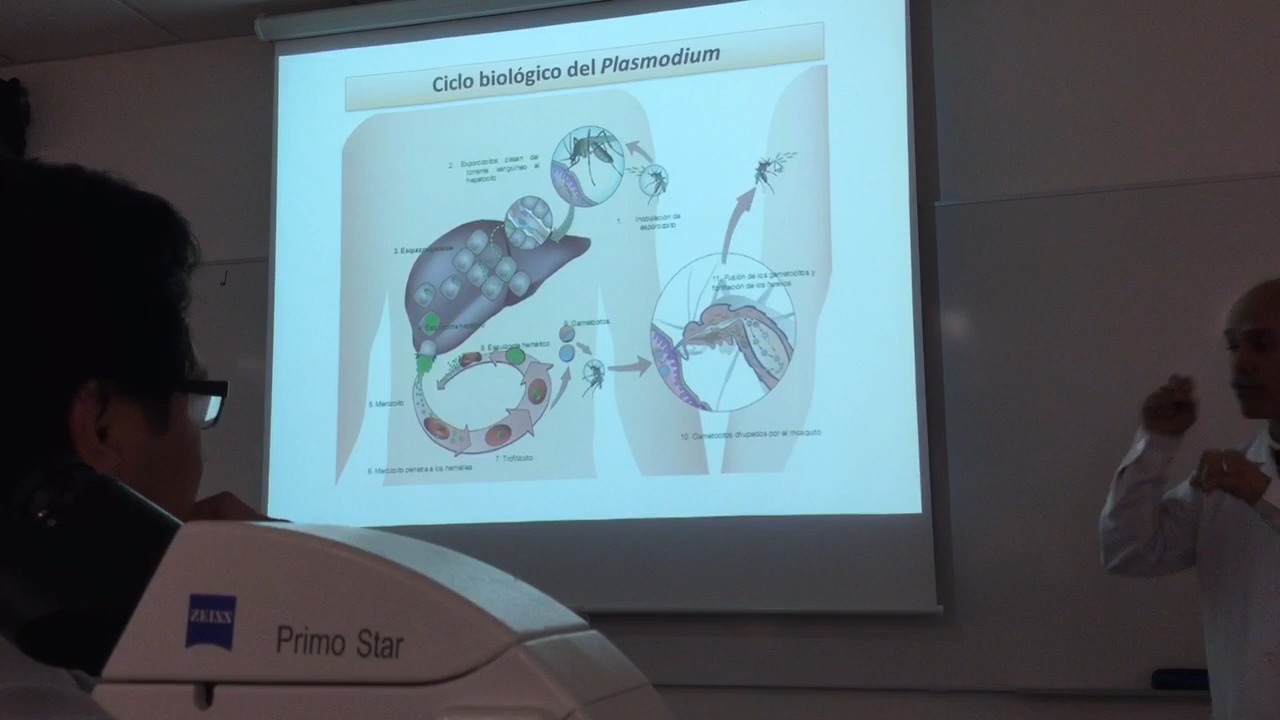 Ciclo biológico del Plasmodium
2. Esporozoitos pasan del
torrente sanguíneo al
hepatocito
1. Inoculación de
esporozoito
3. Esquizogonia
11. Fusión de los gametocitos y
formación de los
9. Gametocitos
8. Esquizonte hemático
5. Merozoito
7. Trofozoito
6. Merozoito penetra a los hematíes
10. Gametocitos chupados por el mosquito
ZEISS
Primo Star